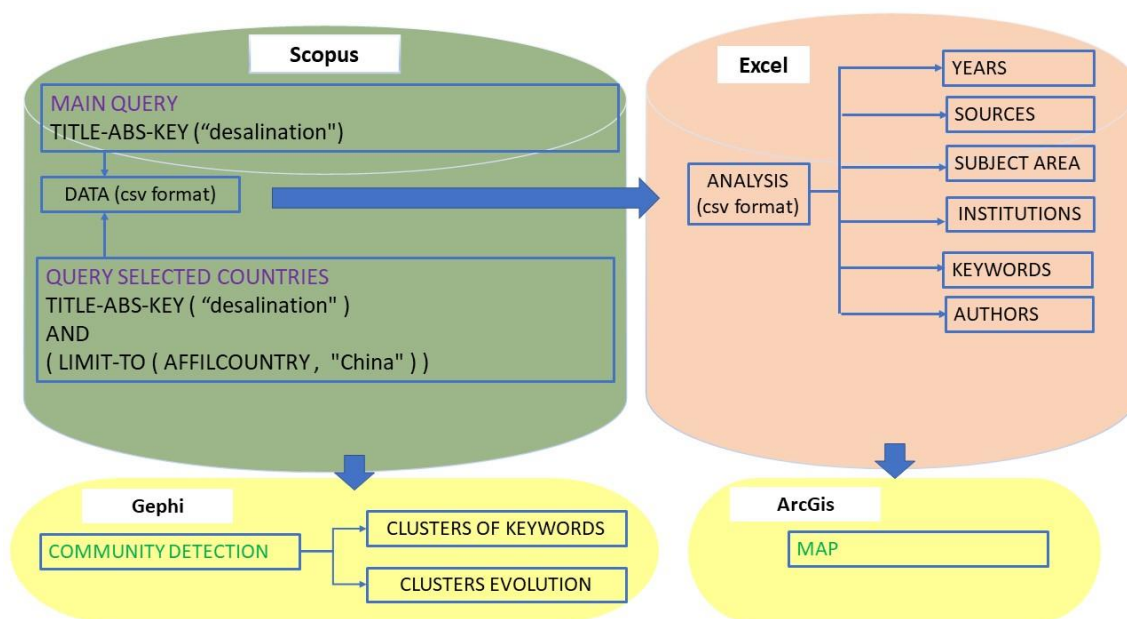 Scopus
MAIN QUERY
TITLE-ABS-KEY (“desalination")
DATA (csv format)
QUERY SELECTED COUNTRIES
TITLE-ABS-KEY ( “desalination" )
AND
( LIMIT-TO ( AFFILCOUNTRY , "China" ) )
Excel
ANALYSIS
(csv format)
YEARS
SOURCES
SUBJECT AREA
INSTITUTIONS
KEYWORDS
AUTHORS
Gephi
COMMUNITY DETECTION
CLUSTERS OF KEYWORDS
CLUSTERS EVOLUTION
ArcGis
MAP